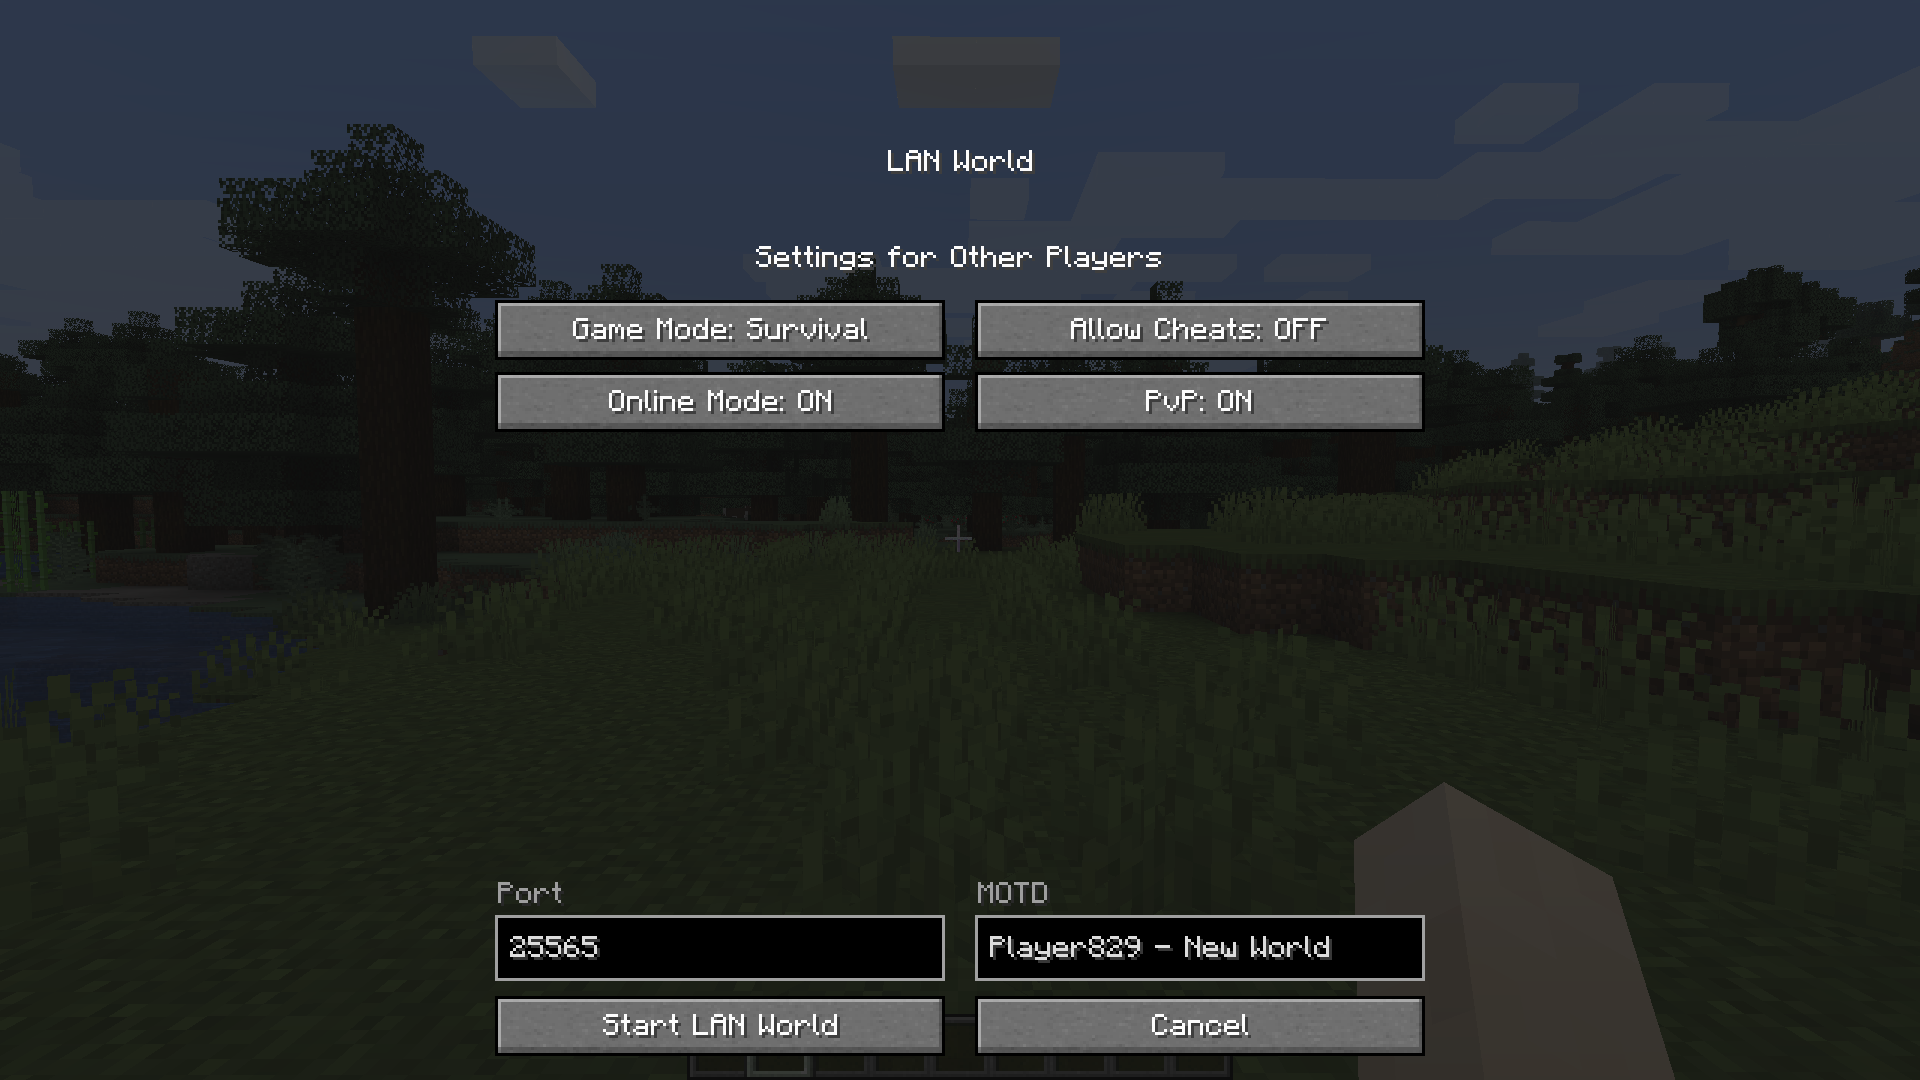 LAN World
Settings for Other Players
Game Mode: Survival
Allow Cheats: OFF
Online Mode: ON
PvP: ON
Port
MOTD
25565
Player829 - New World
Start LAN World
Cancel